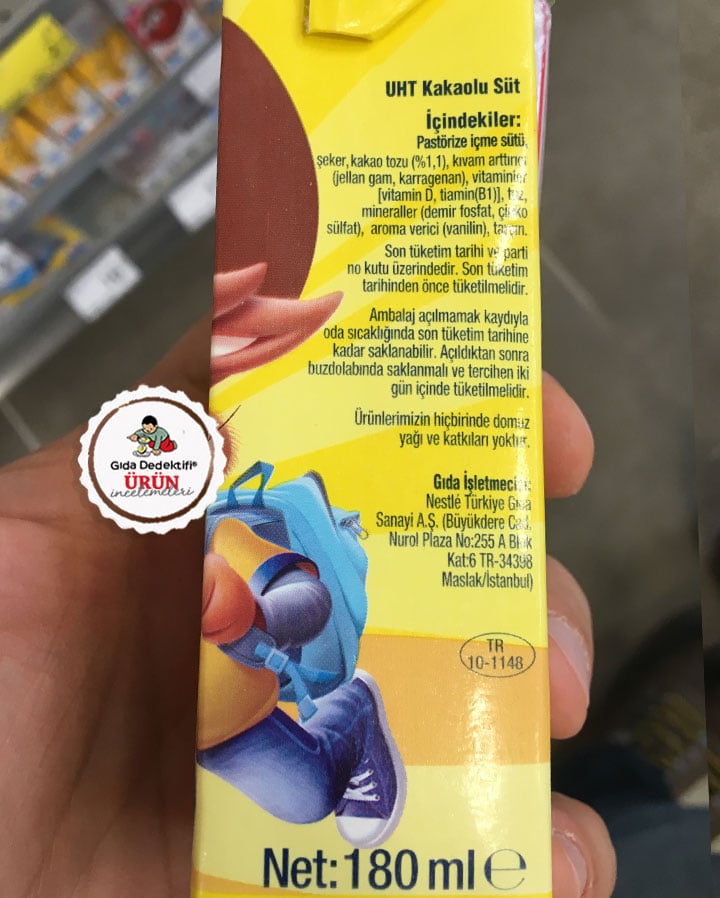 UHT Kakaolu Süt
İçindekiler:
Pastörize içme sütü,
şeker, kakao tozu (%1,1), kıvam arttırıcı
(jellan gam, karragenan), vitaminler
[vitamin D, tiamin(B1)], tuz,
mineraller (demir fosfat, çinko
sülfat), aroma verici (vanilin), tarçın.
Son tüketim tarihi ve parti
no kutu üzerindedir. Son tüketim
tarihinden önce tüketilmelidir.
Ambalaj açılmamak kaydıyla
oda sıcaklığında son tüketim tarihine
kadar saklanabilir. Açıldıktan sonra
buzdolabında saklanmalı ve tercihen iki
gün içinde tüketilmelidir.
Ürünlerimizin hiçbirinde domuz
yağı ve katkıları yoktur.
Gıda İşletmecisi:
Nestlé Türkiye Gıda
Sanayi A.Ş. (Büyükdere Cad.
Nurol Plaza No:255 A Blok
Kat:6 TR-34398
Maslak/İstanbul)
TR
10-1148
Net: 180 ml e
Gıda Dedektifi®
ÜRÜN
incelemeleri